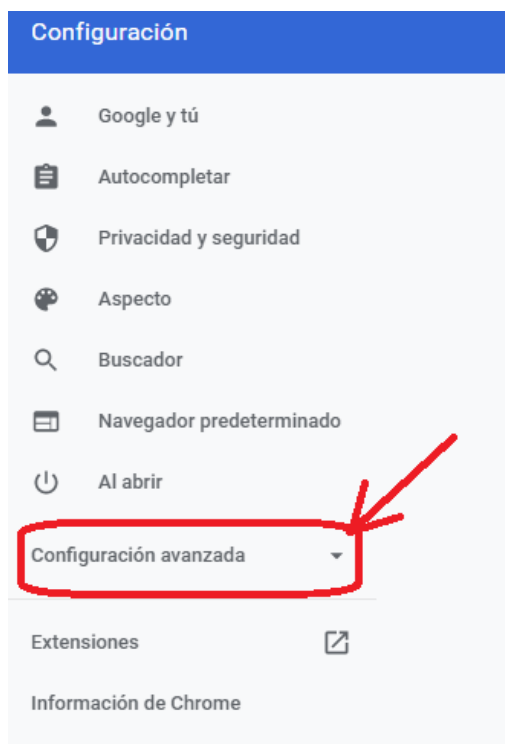 Configuración
Google y tú
Autocompletar
Privacidad y seguridad
Aspecto
Buscador
Navegador predeterminado
Al abrir
Configuración avanzada
Extensiones
Información de Chrome